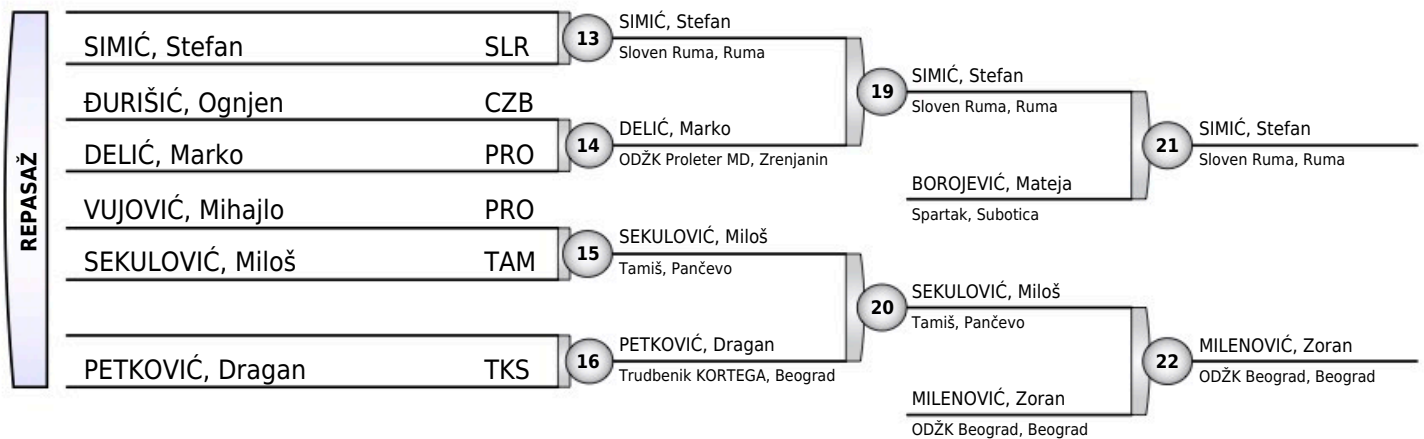 REPASAŽ
SIMIĆ, Stefan SLR
ĐURIŠIĆ, Ognjen CZB
DELIĆ, Marko PRO
VUJOVIĆ, Mihajlo PRO
SEKULOVIĆ, Miloš TAM
PETKOVIĆ, Dragan TKS
13
SIMIĆ, Stefan
Sloven Ruma, Ruma
14
DELIĆ, Marko
ODŽK Proleter MD, Zrenjanin
15
SEKULOVIĆ, Miloš
Tamiš, Pančevo
16
PETKOVIĆ, Dragan
Trudbenik KORTEGA, Beograd
19
SIMIĆ, Stefan
Sloven Ruma, Ruma
BOROJEVIĆ, Mateja
Spartak, Subotica
20
SEKULOVIĆ, Miloš
Tamiš, Pančevo
MILENOVIĆ, Zoran
ODŽK Beograd, Beograd
21
SIMIĆ, Stefan
Sloven Ruma, Ruma
22
MILENOVIĆ, Zoran
ODŽK Beograd, Beograd